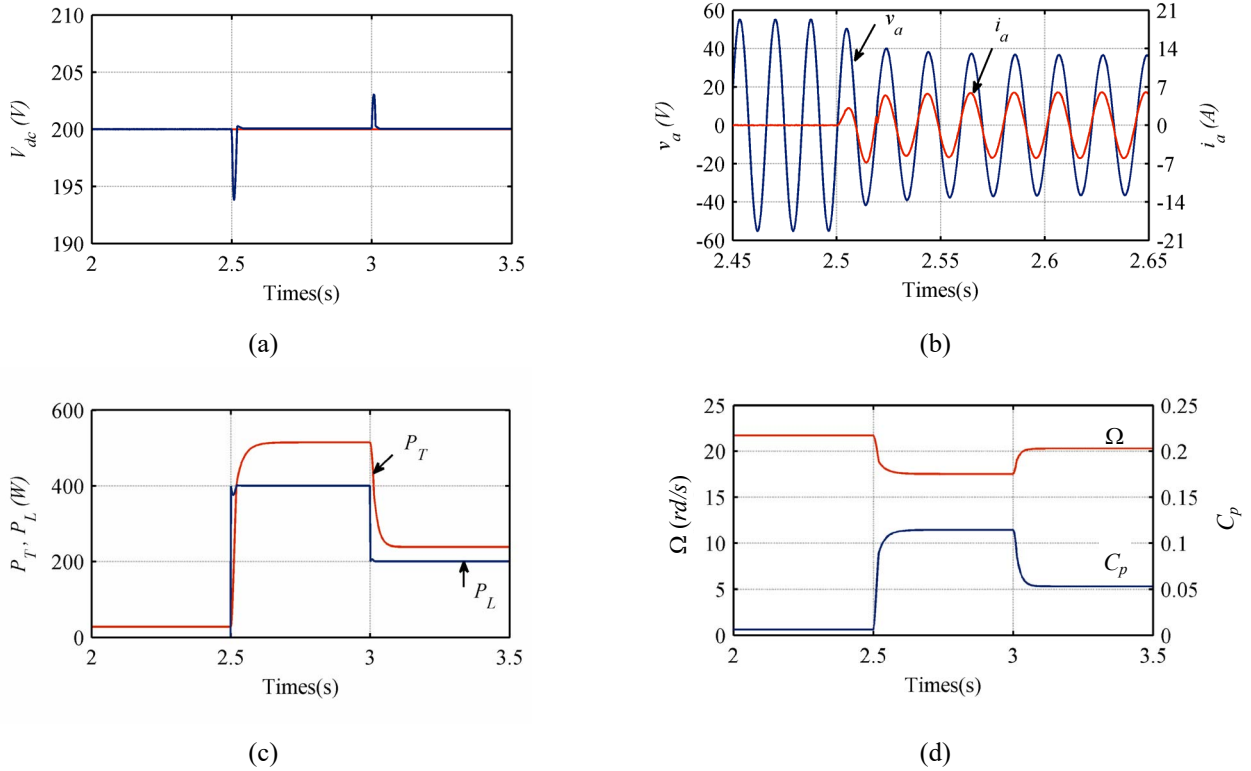 210
205
200
195
190
V_dc (V)
2 2.5 3 3.5
Times(s)
(a)
60
40
20
0
-20
-40
-60
v_a (V)
v_a
i_a
21
14
7
0
-7
-14
-21
i_a (A)
2.45 2.5 2.55 2.6 2.65
Times(s)
(b)
600
400
200
0
P_T, P_L (W)
P_T
P_L
2 2.5 3 3.5
Times(s)
(c)
25
20
15
10
5
0
Ω (rd/s)
Ω
C_p
0.25
0.2
0.15
0.1
0.05
0
C_p
2 2.5 3 3.5
Times(s)
(d)